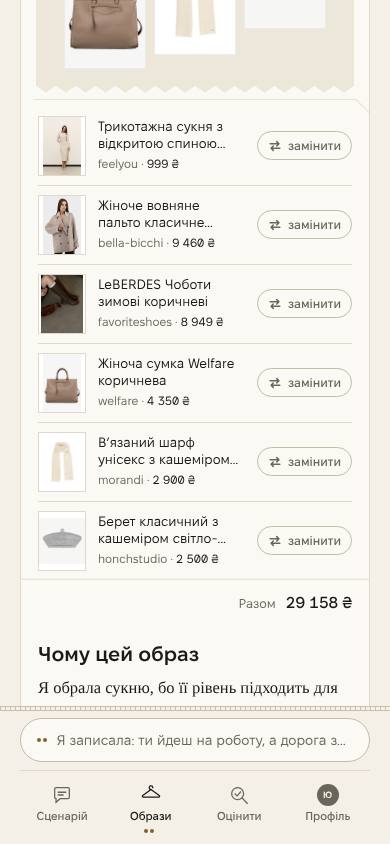 Трикотажна сукня з
відкритою спиною...
feelyou · 999 ₴
замінити
Жіноче вовняне
пальто класичне...
bella-bicchi · 9 460 ₴
замінити
LeBERDES Чоботи
зимові коричневі
favoriteshoes · 8 949 ₴
замінити
Жіноча сумка Welfare
коричнева
welfare · 4 350 ₴
замінити
В’язаний шарф
унісекс з кашеміром...
morandi · 2 900 ₴
замінити
Берет класичний з
кашеміром світло-...
honchstudio · 2 500 ₴
замінити
Разом 29 158 ₴
Чому цей образ
Я обрала сукню, бо її рівень підходить для
Я записала: ти йдеш на роботу, а дорога з...
Сценарій
Образи
Оцінити
Ю
Профіль